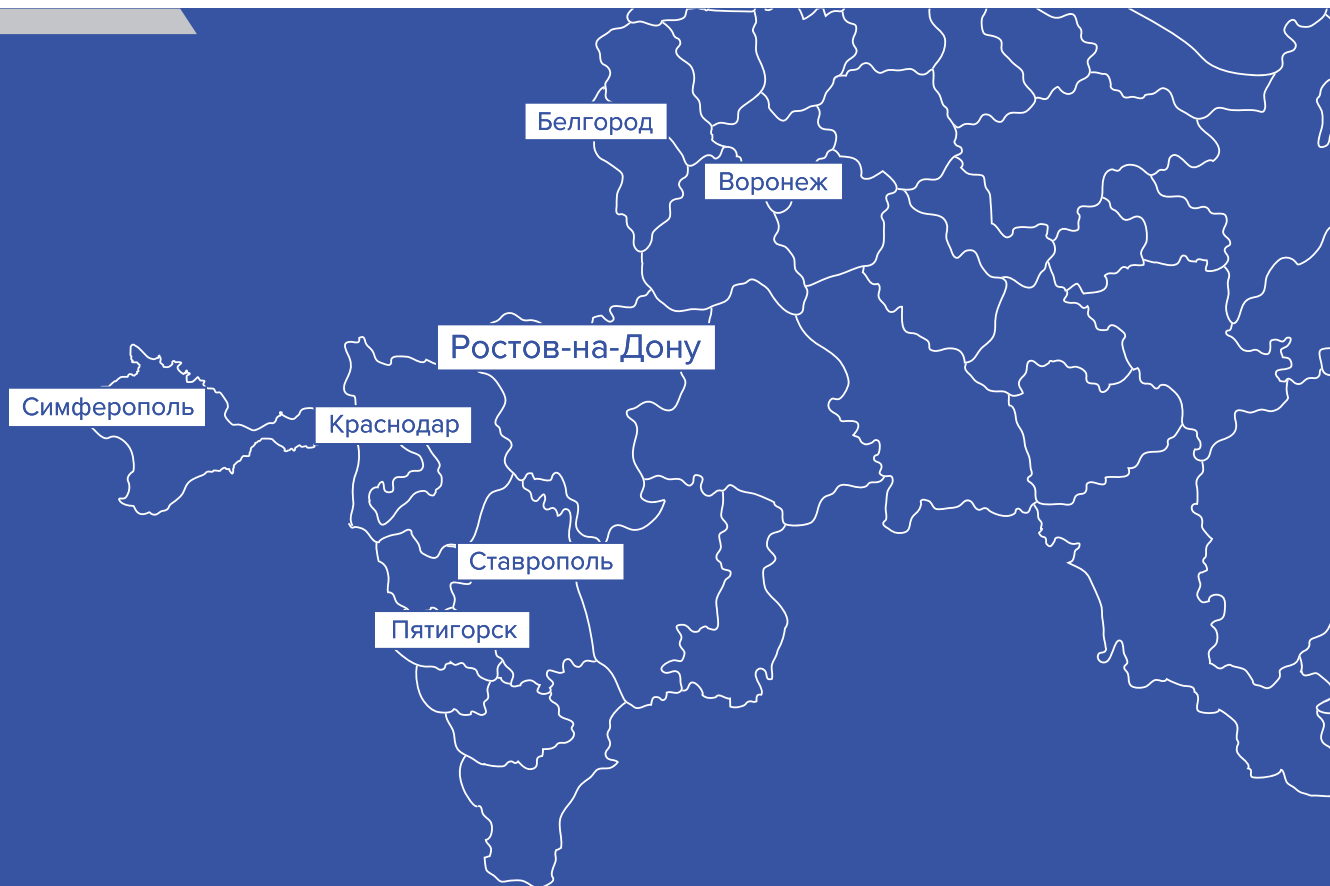 Белгород
Воронеж
Ростов-на-Дону
Симферополь
Краснодар
Ставрополь
Пятигорск